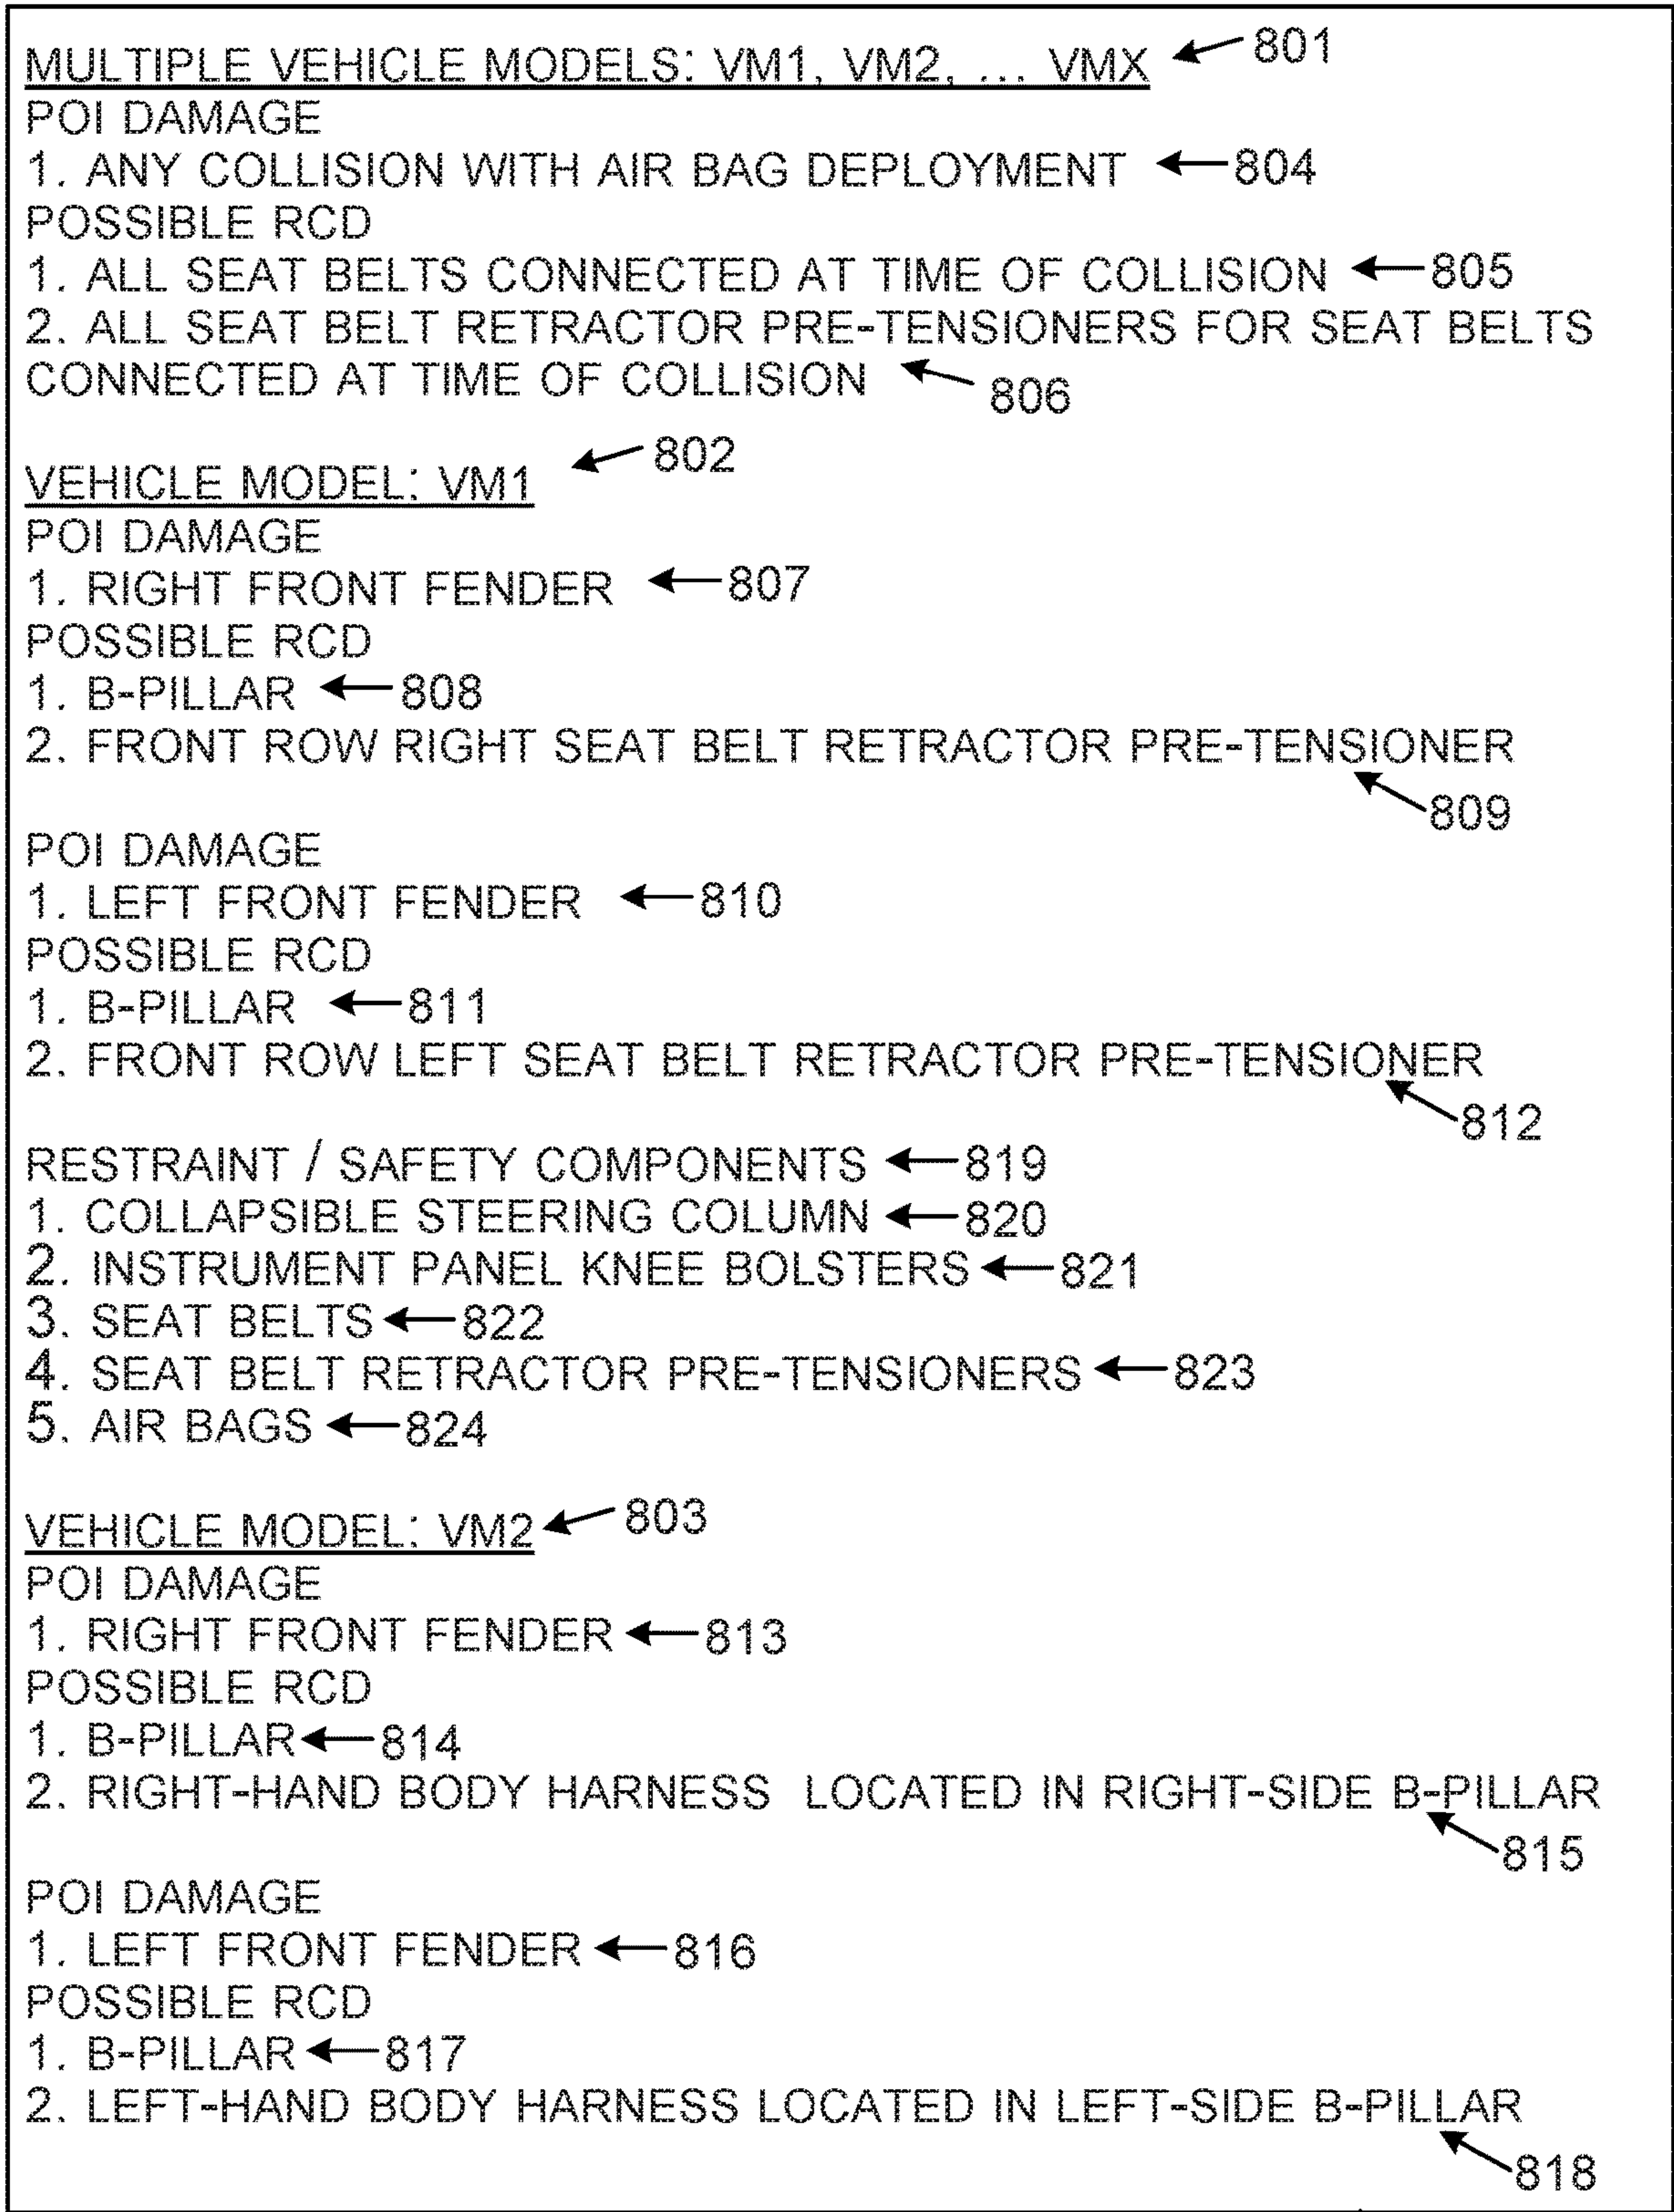 MULTIPLE VEHICLE MODELS: VM1, VM2, ... VMX 801
POI DAMAGE
1. ANY COLLISION WITH AIR BAG DEPLOYMENT 804
POSSIBLE RCD
1. ALL SEAT BELTS CONNECTED AT TIME OF COLLISION 805
2. ALL SEAT BELT RETRACTOR PRE-TENSIONERS FOR SEAT BELTS
CONNECTED AT TIME OF COLLISION 806
VEHICLE MODEL: VM1 802
POI DAMAGE
1. RIGHT FRONT FENDER 807
POSSIBLE RCD
1. B-PILLAR 808
2. FRONT ROW RIGHT SEAT BELT RETRACTOR PRE-TENSIONER
809
POI DAMAGE
1. LEFT FRONT FENDER 810
POSSIBLE RCD
1. B-PILLAR 811
2. FRONT ROW LEFT SEAT BELT RETRACTOR PRE-TENSIONER
812
RESTRAINT / SAFETY COMPONENTS 819
1. COLLAPSIBLE STEERING COLUMN 820
2. INSTRUMENT PANEL KNEE BOLSTERS 821
3. SEAT BELTS 822
4. SEAT BELT RETRACTOR PRE-TENSIONERS 823
5. AIR BAGS 824
VEHICLE MODEL: VM2 803
POI DAMAGE
1. RIGHT FRONT FENDER 813
POSSIBLE RCD
1. B-PILLAR 814
2. RIGHT-HAND BODY HARNESS LOCATED IN RIGHT-SIDE B-PILLAR
815
POI DAMAGE
1. LEFT FRONT FENDER 816
POSSIBLE RCD
1. B-PILLAR 817
2. LEFT-HAND BODY HARNESS LOCATED IN LEFT-SIDE B-PILLAR
818